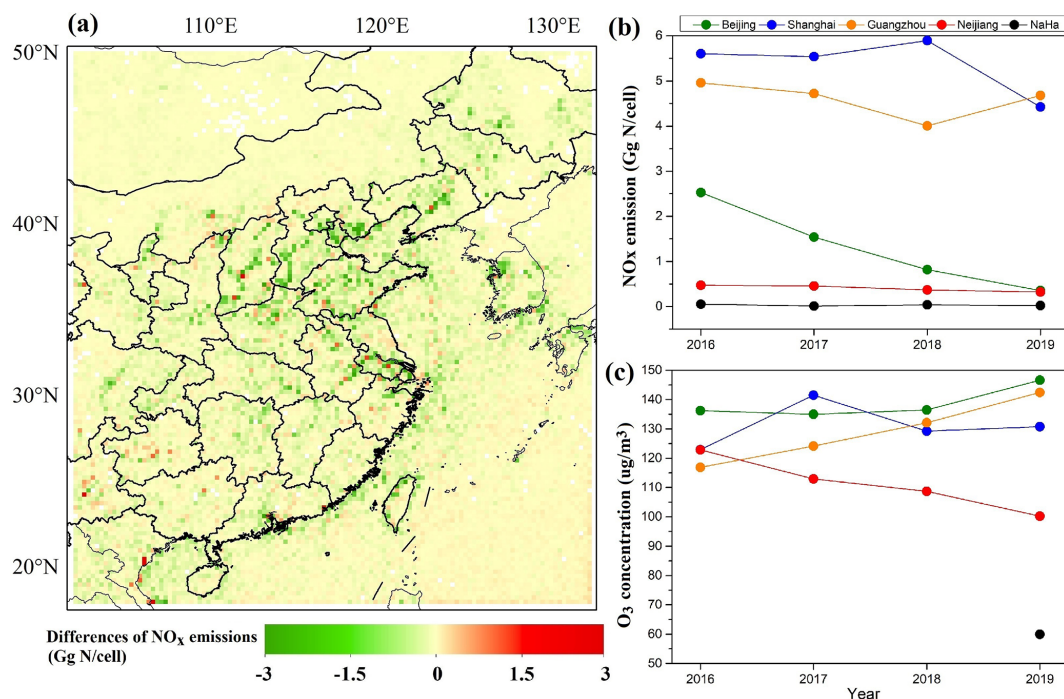 (a)
110°E 120°E 130°E
50°N
40°N
30°N
20°N
Differences of NOX emissions
(Gg N/cell)
-3 -1.5 0 1.5 3
Beijing Shanghai Guangzhou Neijiang NaHa
(b)
NOx emission (Gg N/cell)
6
5
4
3
2
1
0
2016 2017 2018 2019
(c)
O3 concentration (ug/m3)
150
140
130
120
110
100
90
80
70
60
50
2016 2017 2018 2019
Year